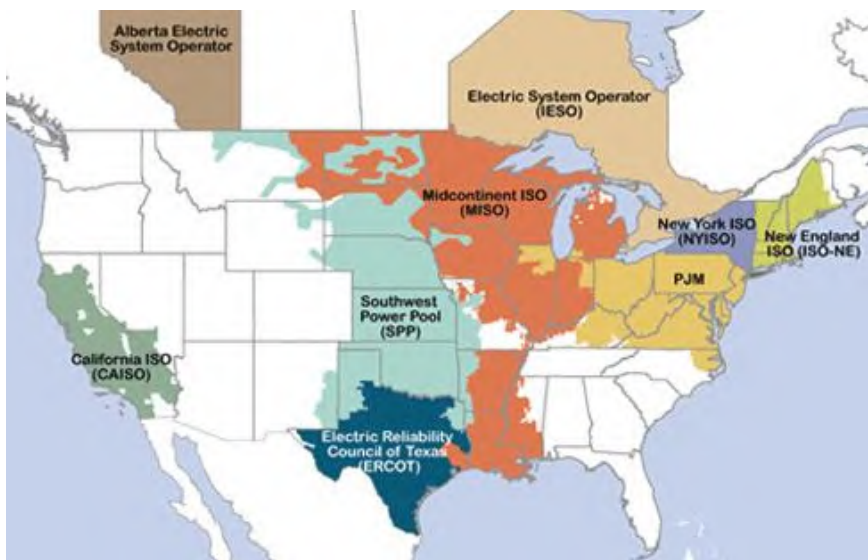 Alberta Electric
System Operator
Electric System Operator
(IESO)
Midcontinent ISO
(MISO)
New York ISO
(NYISO)
New England
ISO (ISO-NE)
PJM
Southwest
Power Pool
(SPP)
California ISO
(CAISO)
Electric Reliability
Council of Texas
(ERCOT)